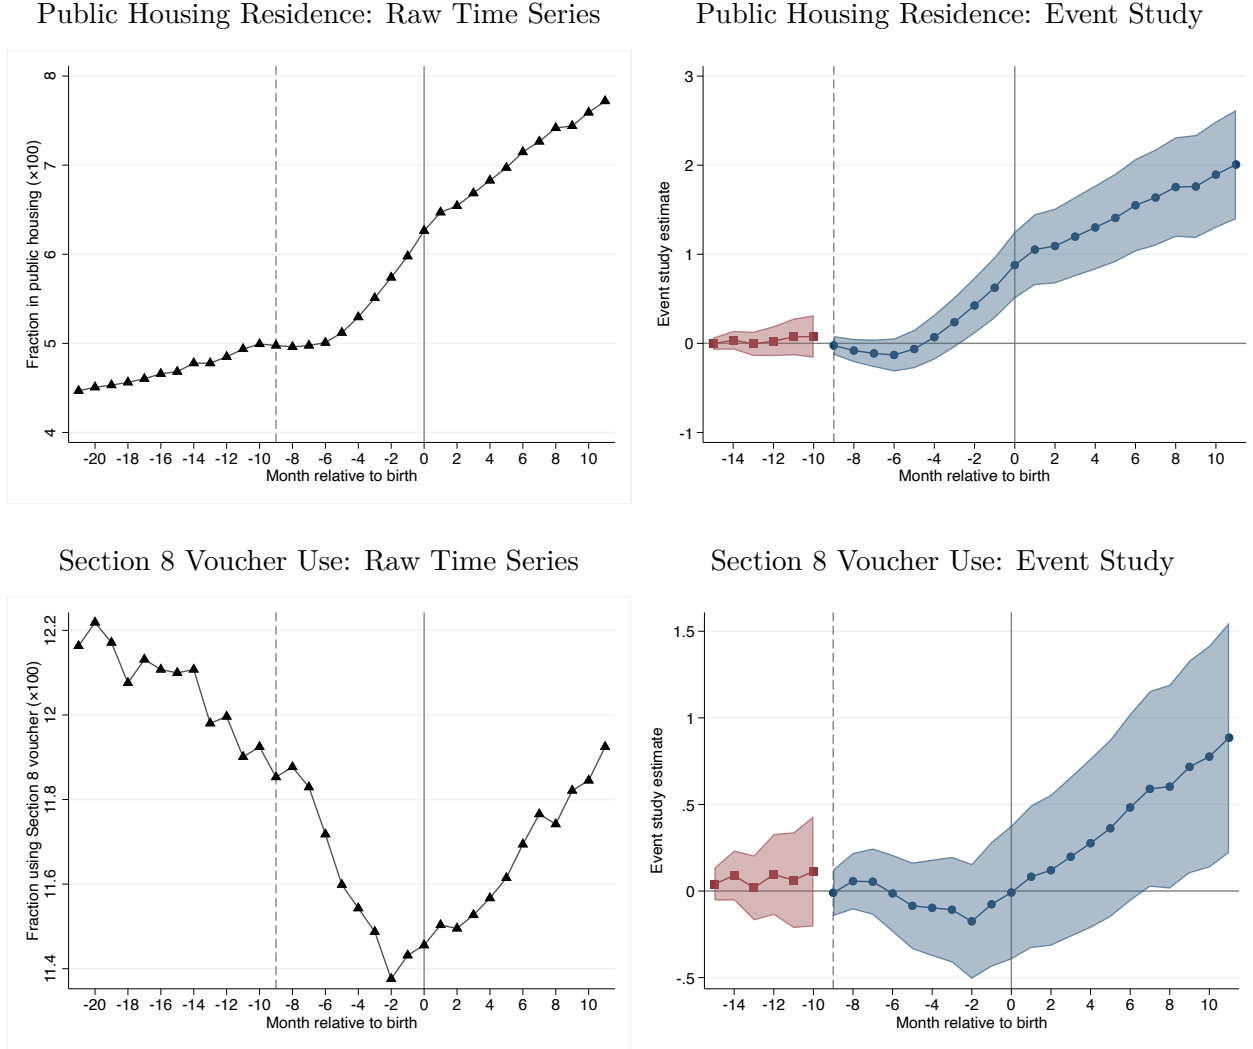 Public Housing Residence: Raw Time Series
Public Housing Residence: Event Study
8
7
6
5
4
Fraction in public housing (×100)
-20 -18 -16 -14 -12 -10 -8 -6 -4 -2 0 2 4 6 8 10
Month relative to birth
3
2
1
0
-1
Event study estimate
-14 -12 -10 -8 -6 -4 -2 0 2 4 6 8 10
Month relative to birth
Section 8 Voucher Use: Raw Time Series
Section 8 Voucher Use: Event Study
12.2
12
11.8
11.6
11.4
Fraction using Section 8 voucher (×100)
-20 -18 -16 -14 -12 -10 -8 -6 -4 -2 0 2 4 6 8 10
Month relative to birth
1.5
1
.5
0
-.5
Event study estimate
-14 -12 -10 -8 -6 -4 -2 0 2 4 6 8 10
Month relative to birth